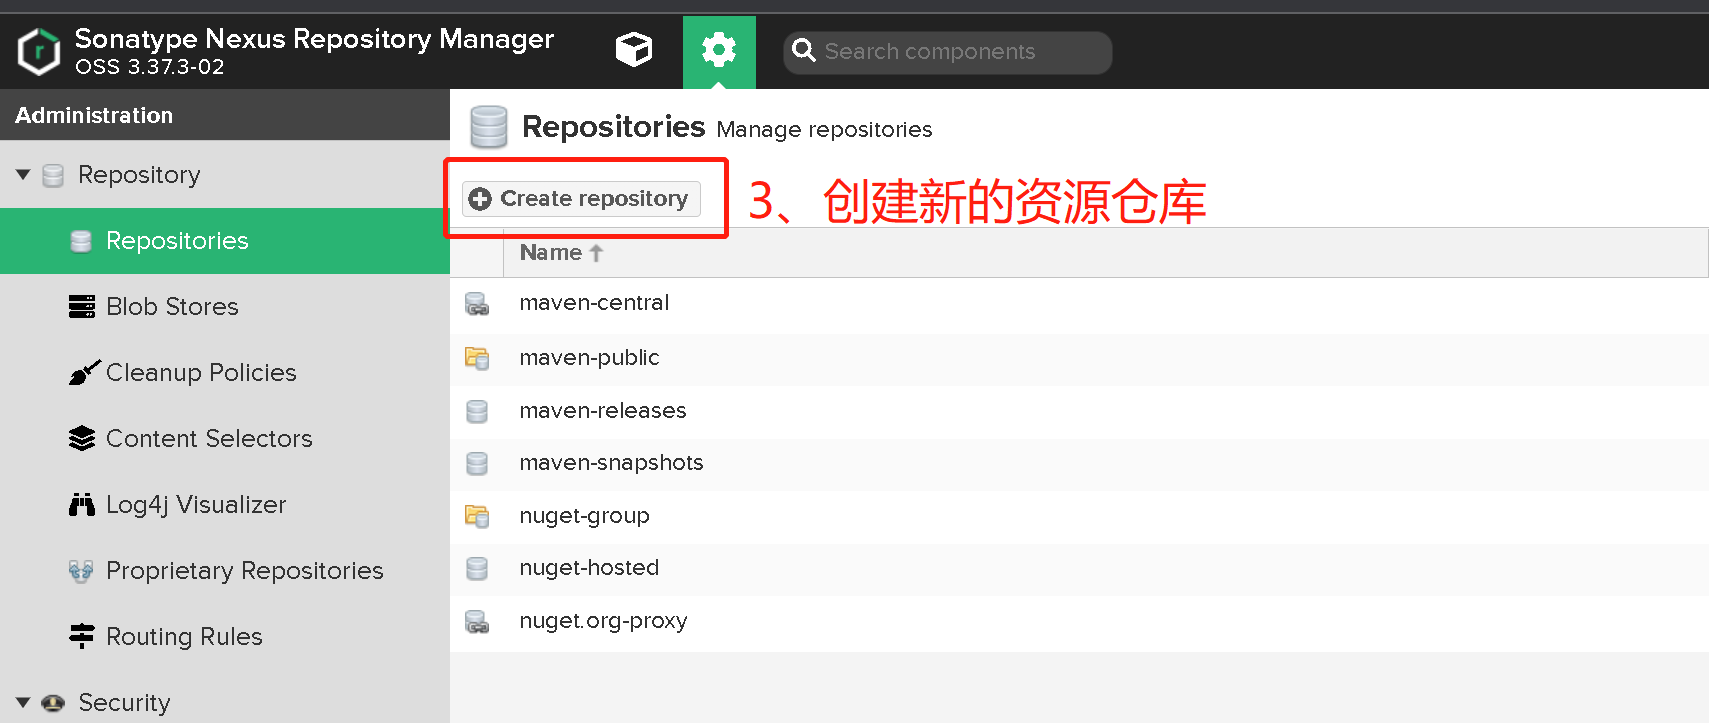 Sonatype Nexus Repository Manager
OSS 3.37.3-02
Search components
Administration
Repositories Manage repositories
Repository
Create repository
3、创建新的资源仓库
Repositories
Name
Blob Stores
maven-central
maven-public
Cleanup Policies
maven-releases
Content Selectors
maven-snapshots
Log4j Visualizer
nuget-group
Proprietary Repositories
nuget-hosted
nuget.org-proxy
Routing Rules
Security